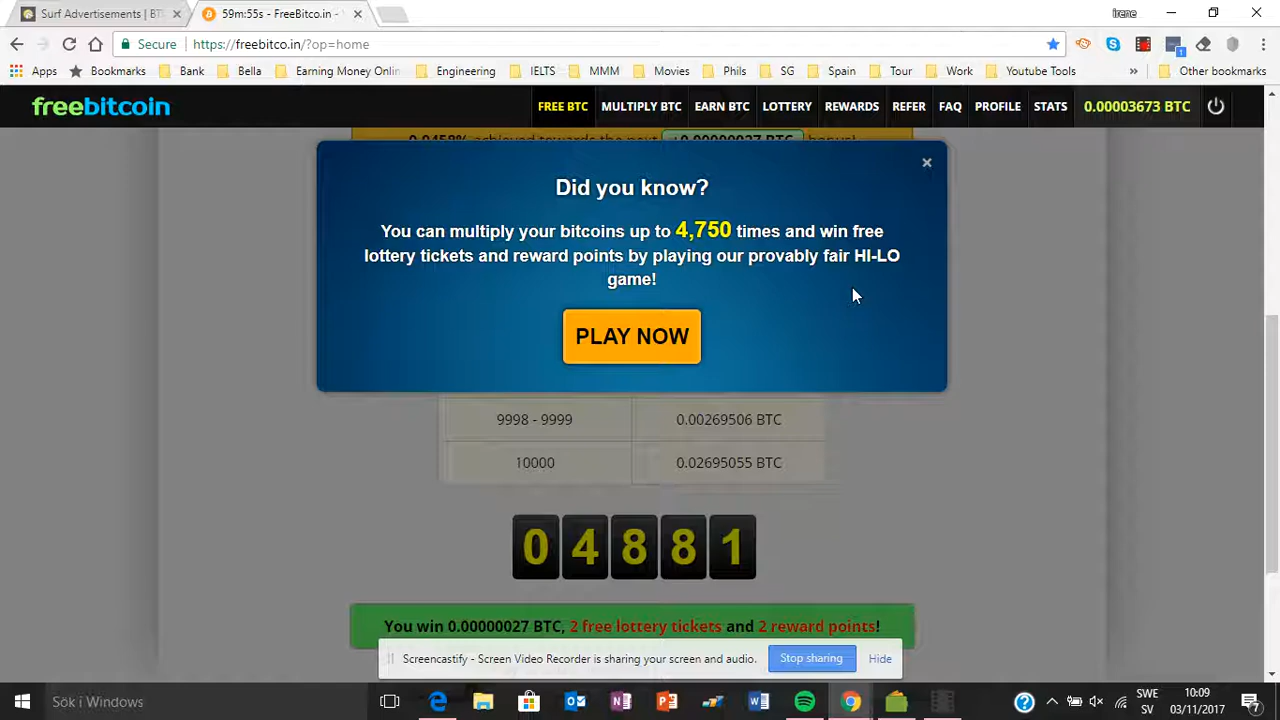 Surf Advertisements | BT
59m:55s - FreeBitco.in -
irene
Secure
https://freebitco.in/?op=home
Apps
Bookmarks
Bank
Bella
Earning Money Onlin
Engineering
IELTS
MMM
Movies
Phils
SG
Spain
Tour
Work
Youtube Tools
»
Other bookmarks
freebitcoin
FREE BTC
MULTIPLY BTC
EARN BTC
LOTTERY
REWARDS
REFER
FAQ
PROFILE
STATS
0.00003673 BTC
Did you know?
You can multiply your bitcoins up to 4,750 times and win free
lottery tickets and reward points by playing our provably fair HI-LO
game!
PLAY NOW
9998 - 9999
0.00269506 BTC
10000
0.02695055 BTC
0 4 8 8 1
You win 0.00000027 BTC, 2 free lottery tickets and 2 reward points!
Screencastify - Screen Video Recorder is sharing your screen and audio.
Stop sharing
Hide
Sök i Windows
SWE
SV
10:09
03/11/2017
7